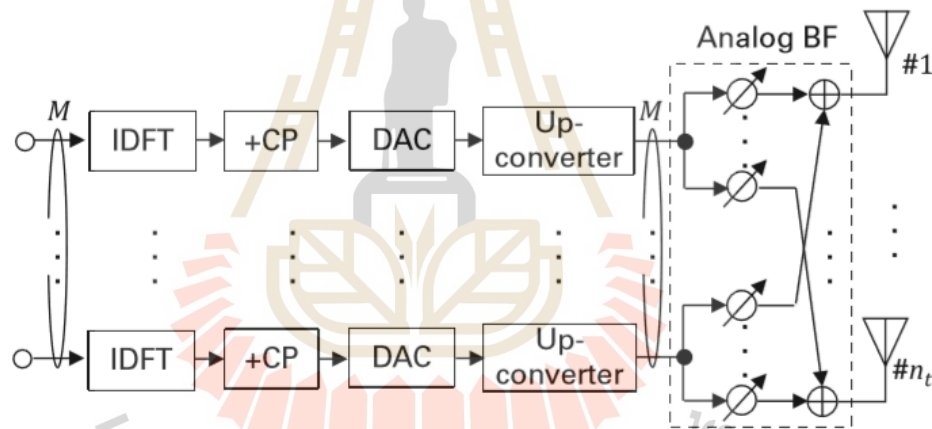 Analog BF
#1
M
IDFT
+CP
DAC
Up-
converter
M
IDFT
+CP
DAC
Up-
converter
#n_t